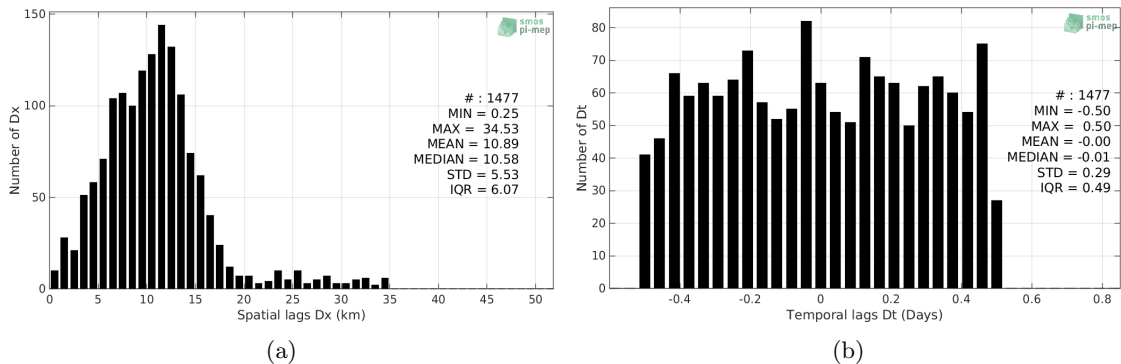 150
100
50
0
Number of Dx
smos
pi-mep
# : 1477
MIN = 0.25
MAX = 34.53
MEAN = 10.89
MEDIAN = 10.58
STD = 5.53
IQR = 6.07
0 5 10 15 20 25 30 35 40 45 50
Spatial lags Dx (km)
(a)
80
70
60
50
40
30
20
10
0
Number of Dt
smos
pi-mep
# : 1477
MIN = -0.50
MAX = 0.50
MEAN = -0.00
MEDIAN = -0.01
STD = 0.29
IQR = 0.49
-0.4 -0.2 0 0.2 0.4 0.6 0.8
Temporal lags Dt (Days)
(b)